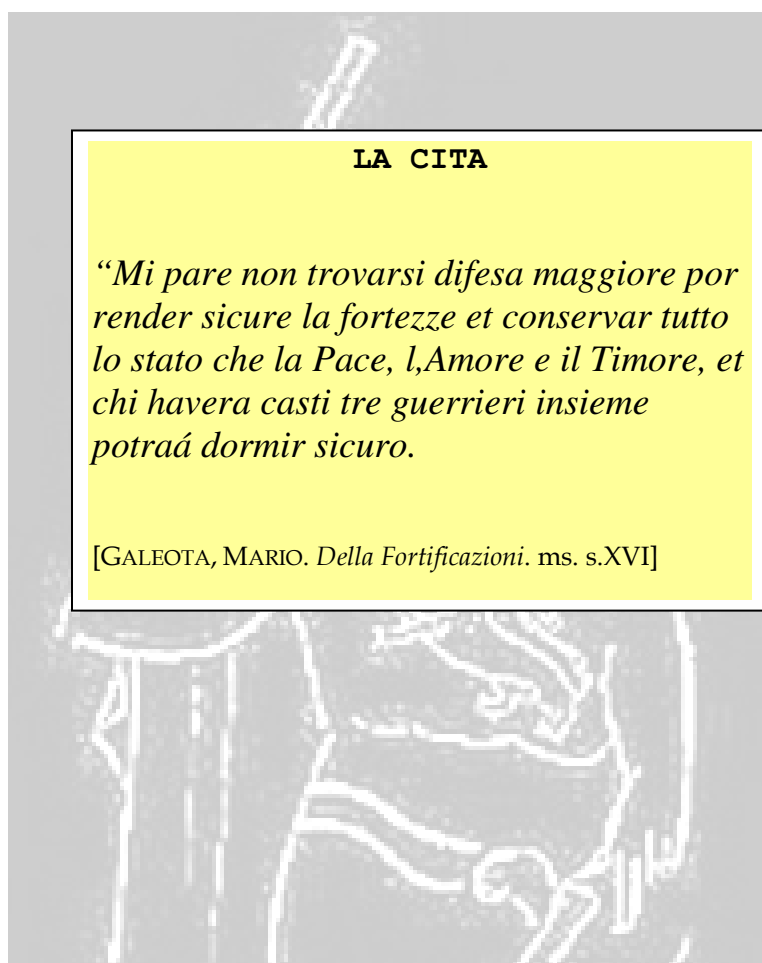 LA CITA
“Mi pare non trovarsi difesa maggiore por
render sicure la fortezze et conservar tutto
lo stato che la Pace, l,Amore e il Timore, et
chi havera casti tre guerrieri insieme
potraá dormir sicuro.
[GALEOTA, MARIO. Della Fortificazioni. ms. s.XVI]